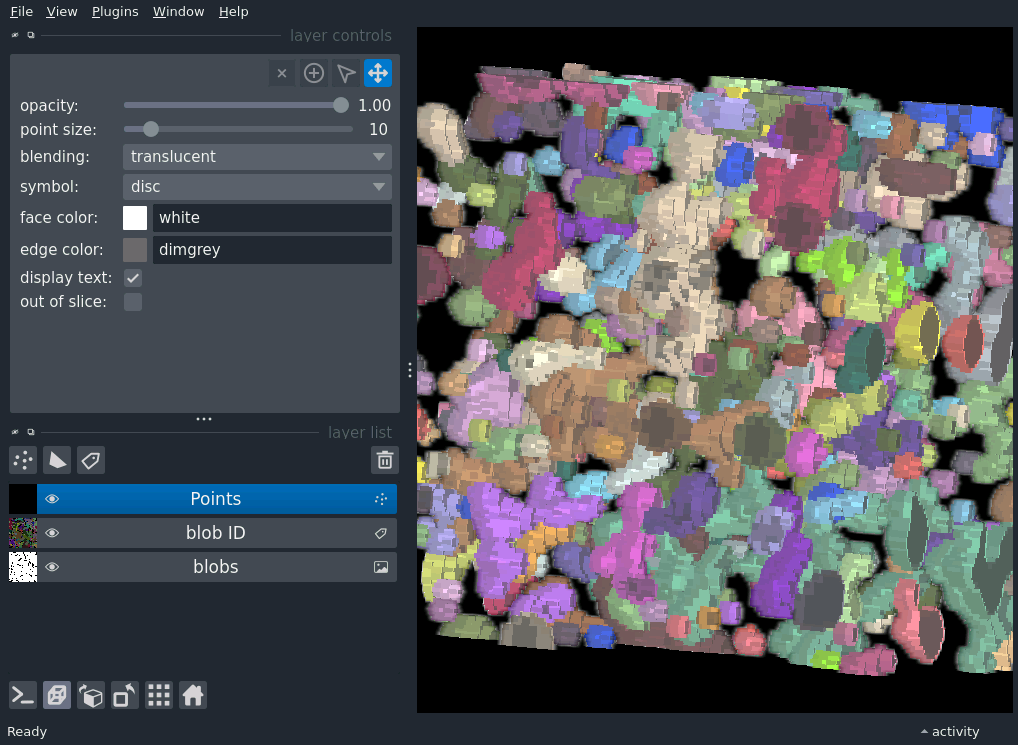 File View Plugins Window Help
layer controls
opacity: 1.00
point size: 10
blending: translucent
symbol: disc
face color: white
edge color: dimgrey
display text:
out of slice:
layer list
Points
blob ID
blobs
Ready activity